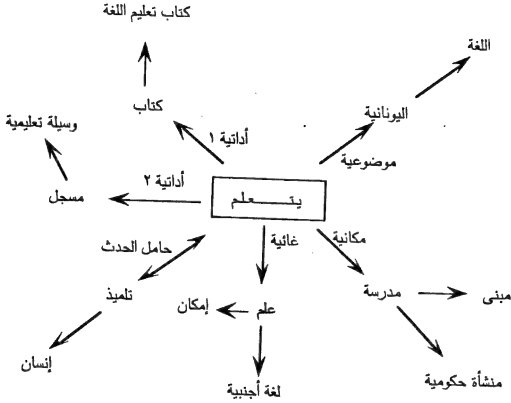 كتاب تعليم اللغة
اللغة
كتاب
اليونانية
وسيلة تعليمية
أداتية ١
موضوعية
مسجل
أداتية ٢
يتـــــعلم
حامل الحدث
غائية
مكانية
تلميذ
إمكان
علم
مدرسة
مبنى
إنسان
لغة أجنبية
منشأة حكومية